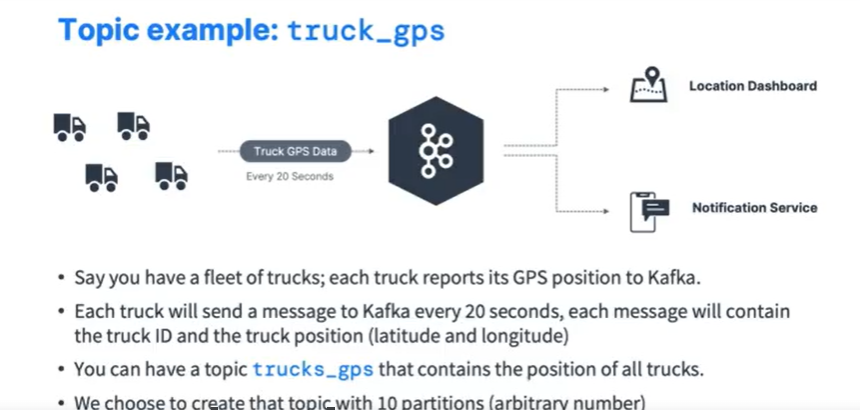 Topic example: truck_gps
Location Dashboard
Truck GPS Data
Every 20 Seconds
Notification Service
• Say you have a fleet of trucks; each truck reports its GPS position to Kafka.
• Each truck will send a message to Kafka every 20 seconds, each message will contain
the truck ID and the truck position (latitude and longitude)
• You can have a topic trucks_gps that contains the position of all trucks.
• We choose to create that topic with 10 partitions (arbitrary number)